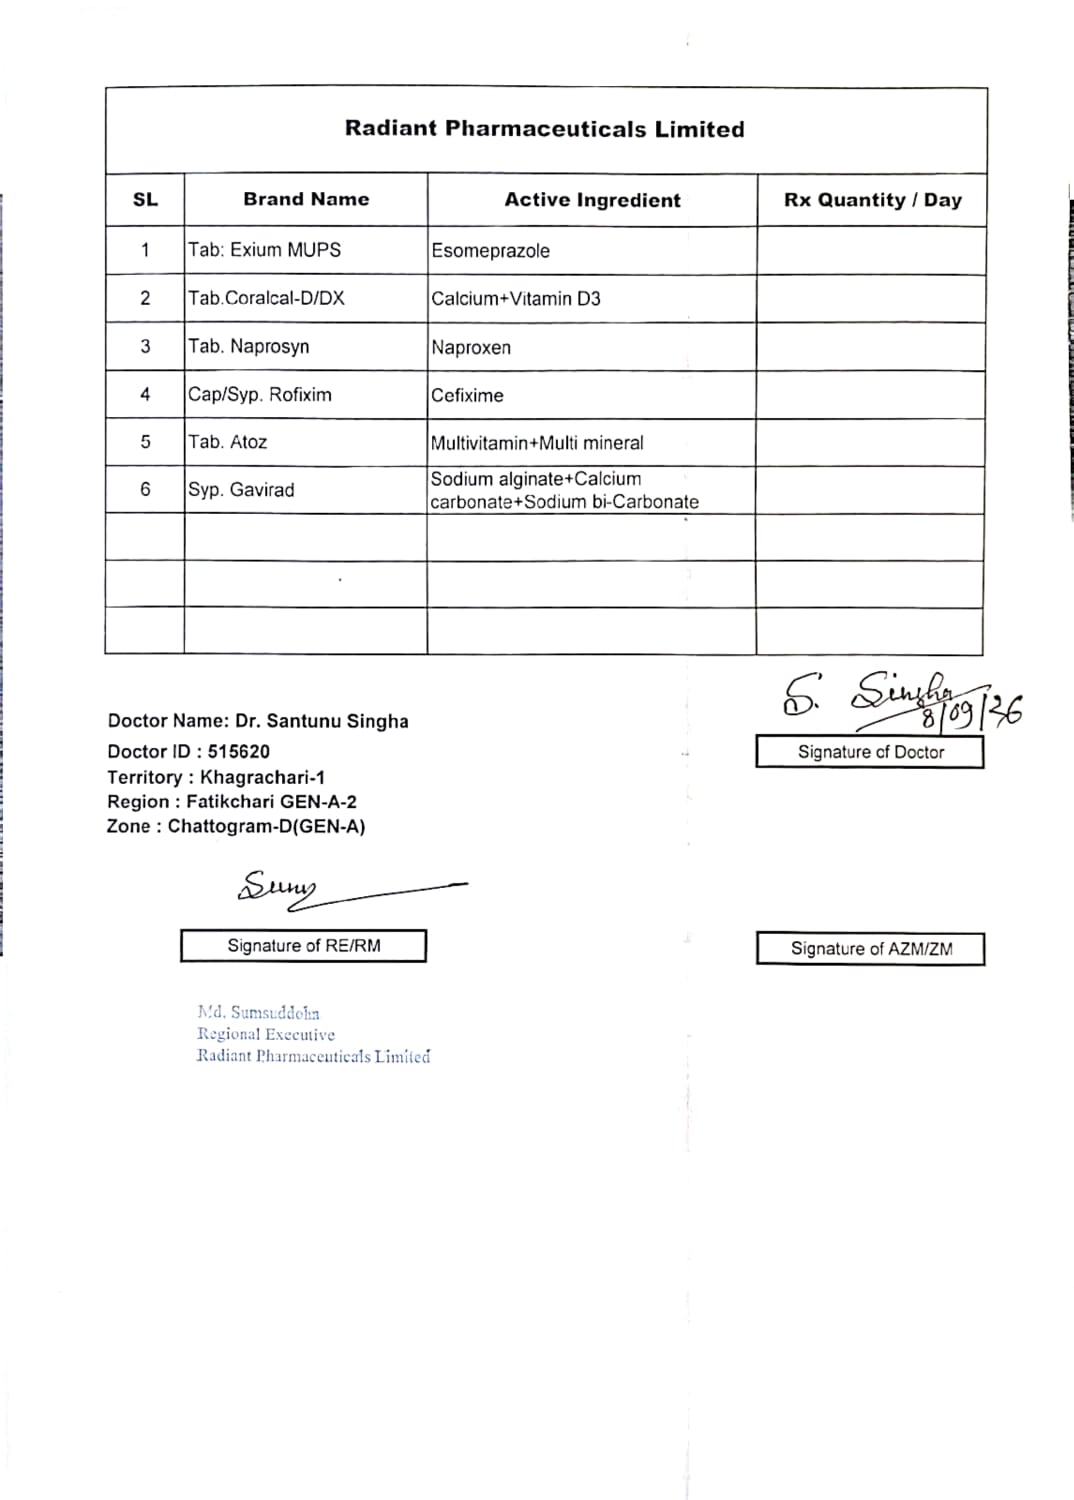 Radiant Pharmaceuticals Limited
SL Brand Name Active Ingredient Rx Quantity / Day
1 Tab: Exium MUPS Esomeprazole
2 Tab.Coralcal-D/DX Calcium+Vitamin D3
3 Tab. Naprosyn Naproxen
4 Cap/Syp. Rofixim Cefixime
5 Tab. Atoz Multivitamin+Multi mineral
6 Syp. Gavirad Sodium alginate+Calcium
carbonate+Sodium bi-Carbonate
S. Singha
8/09/26
Signature of Doctor
Doctor Name: Dr. Santunu Singha
Doctor ID : 515620
Territory : Khagrachari-1
Region : Fatikchari GEN-A-2
Zone : Chattogram-D(GEN-A)
Signature of RE/RM
Signature of AZM/ZM
Md. Sumsuddoha
Regional Executive
Radiant Pharmaceuticals Limited